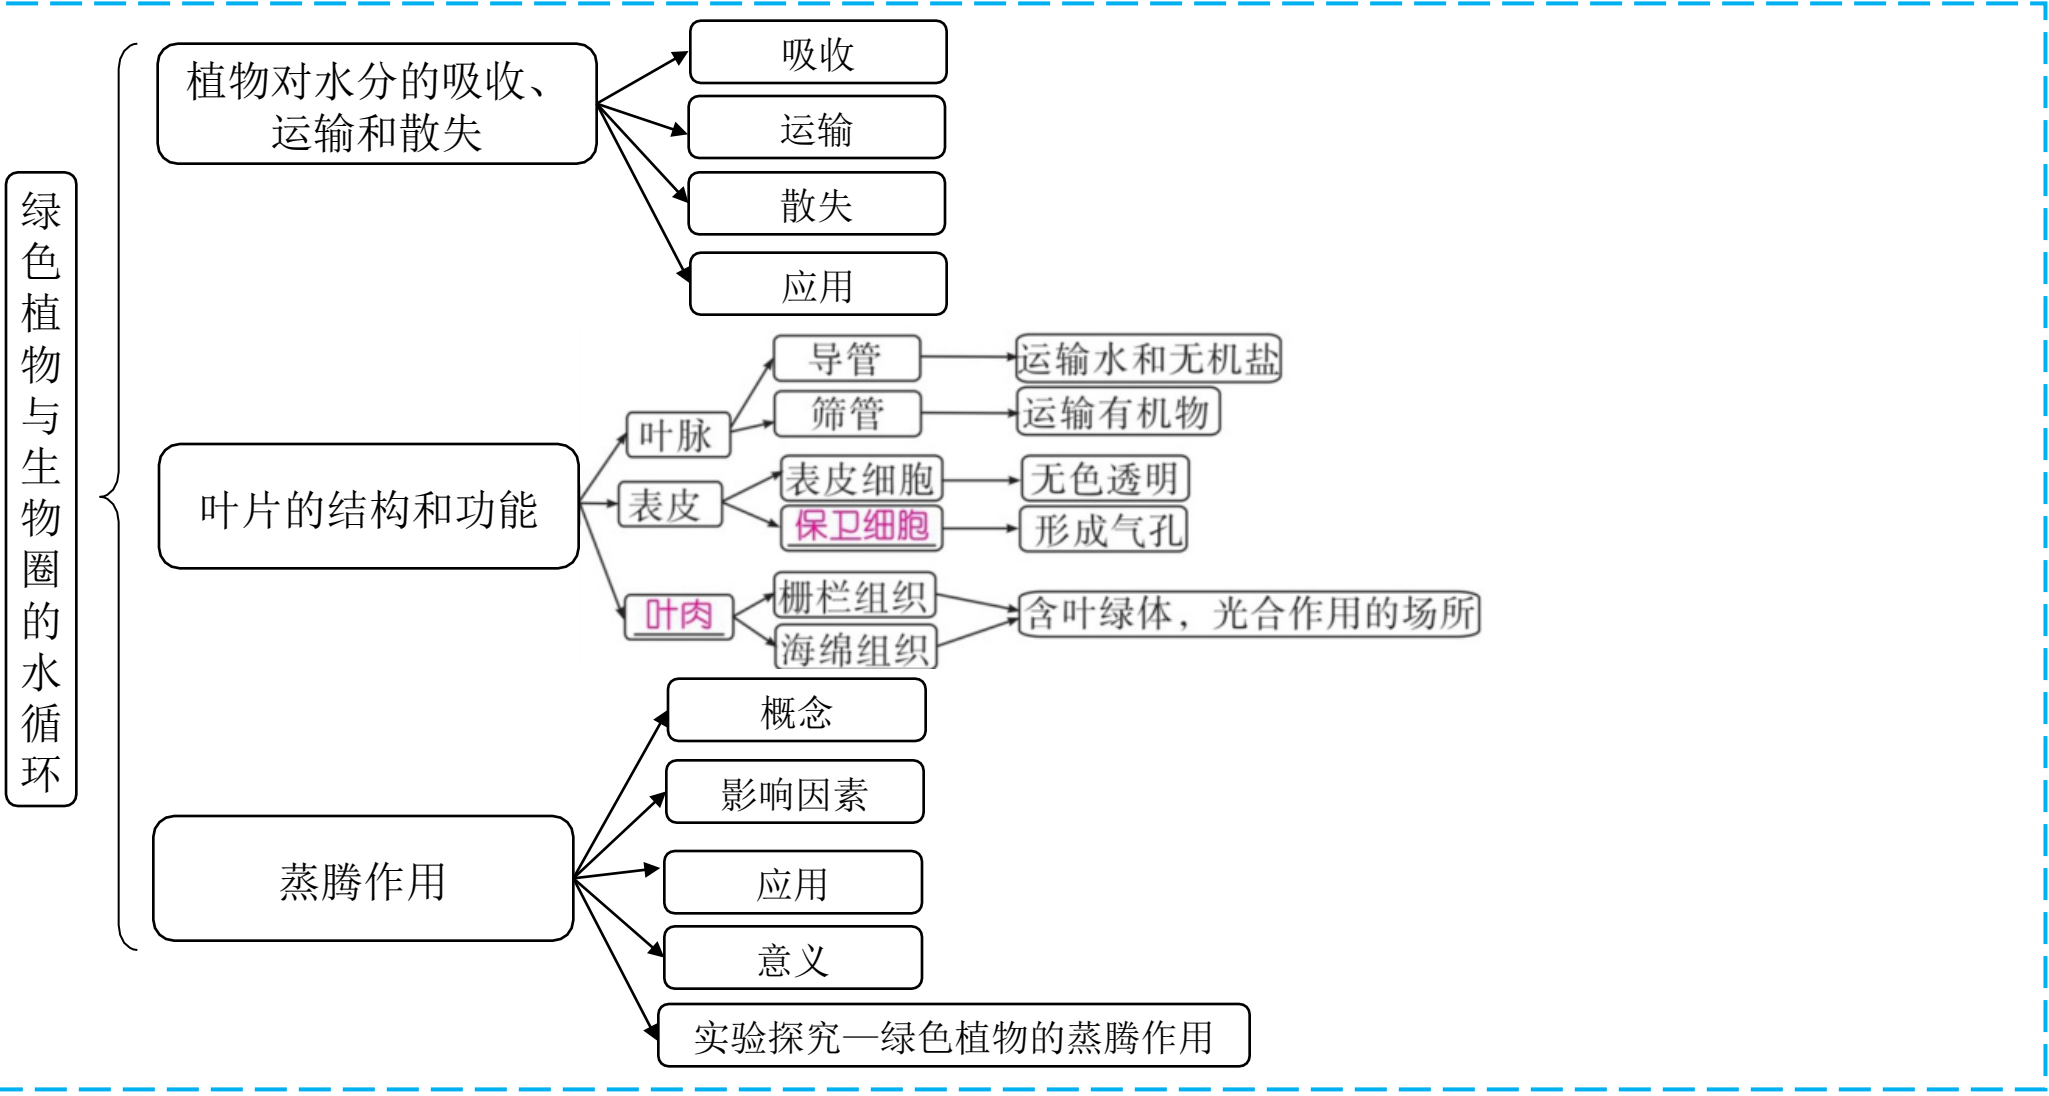 绿色植物与生物圈的水循环
植物对水分的吸收、
运输和散失
吸收
运输
散失
应用
叶片的结构和功能
叶脉
导管
运输水和无机盐
筛管
运输有机物
表皮
表皮细胞
无色透明
保卫细胞
形成气孔
叶肉
栅栏组织
海绵组织
含叶绿体，光合作用的场所
蒸腾作用
概念
影响因素
应用
意义
实验探究—绿色植物的蒸腾作用